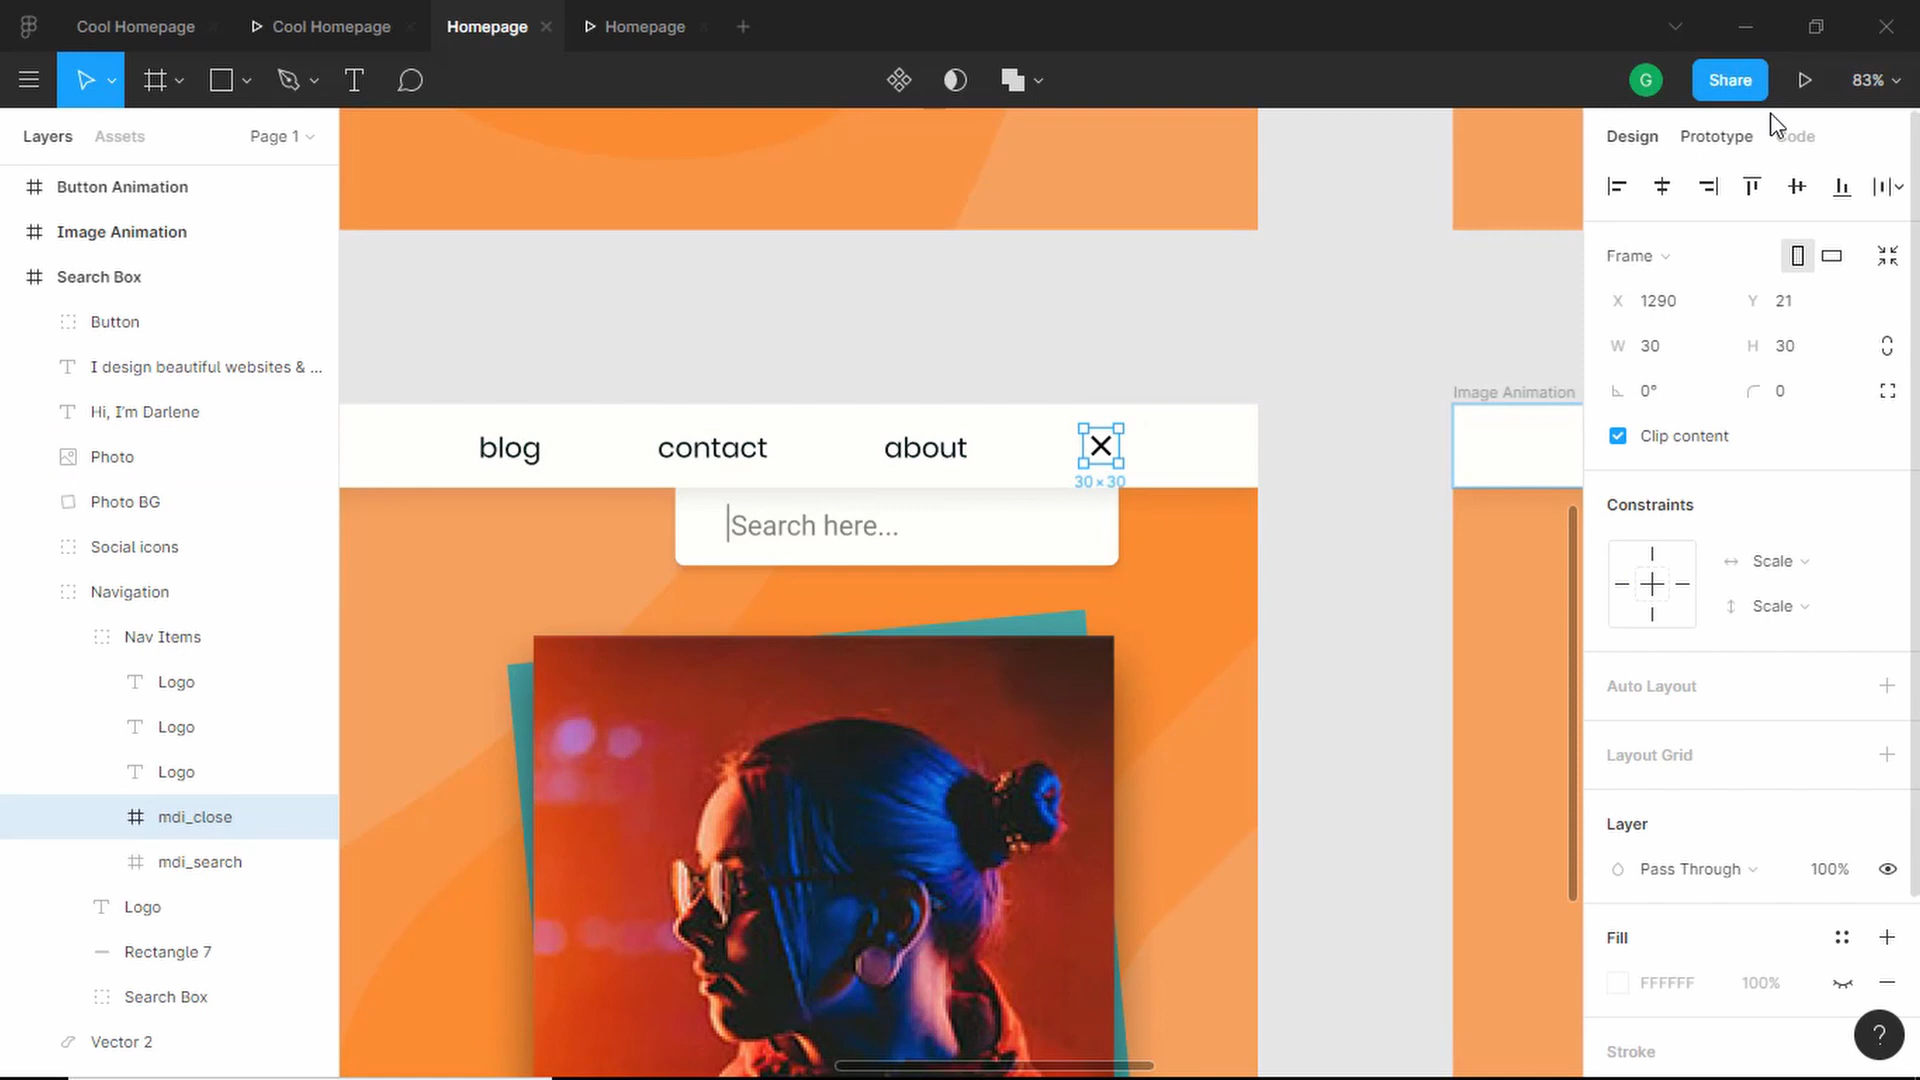 Cool Homepage
Cool Homepage
Homepage
Homepage
G
Share
83%
Layers
Assets
Page 1
Button Animation
Image Animation
Search Box
Button
I design beautiful websites & ...
Hi, I'm Darlene
Photo
Photo BG
Social icons
Navigation
Nav Items
Logo
Logo
Logo
mdi_close
mdi_search
Logo
Rectangle 7
Search Box
Vector 2
blog
contact
about
30 × 30
Search here...
Image Animation
Design
Prototype
Code
Frame
X 1290
Y 21
W 30
H 30
0°
0
Clip content
Constraints
Scale
Scale
Auto Layout
Layout Grid
Layer
Pass Through
100%
Fill
FFFFFF
100%
Stroke
?